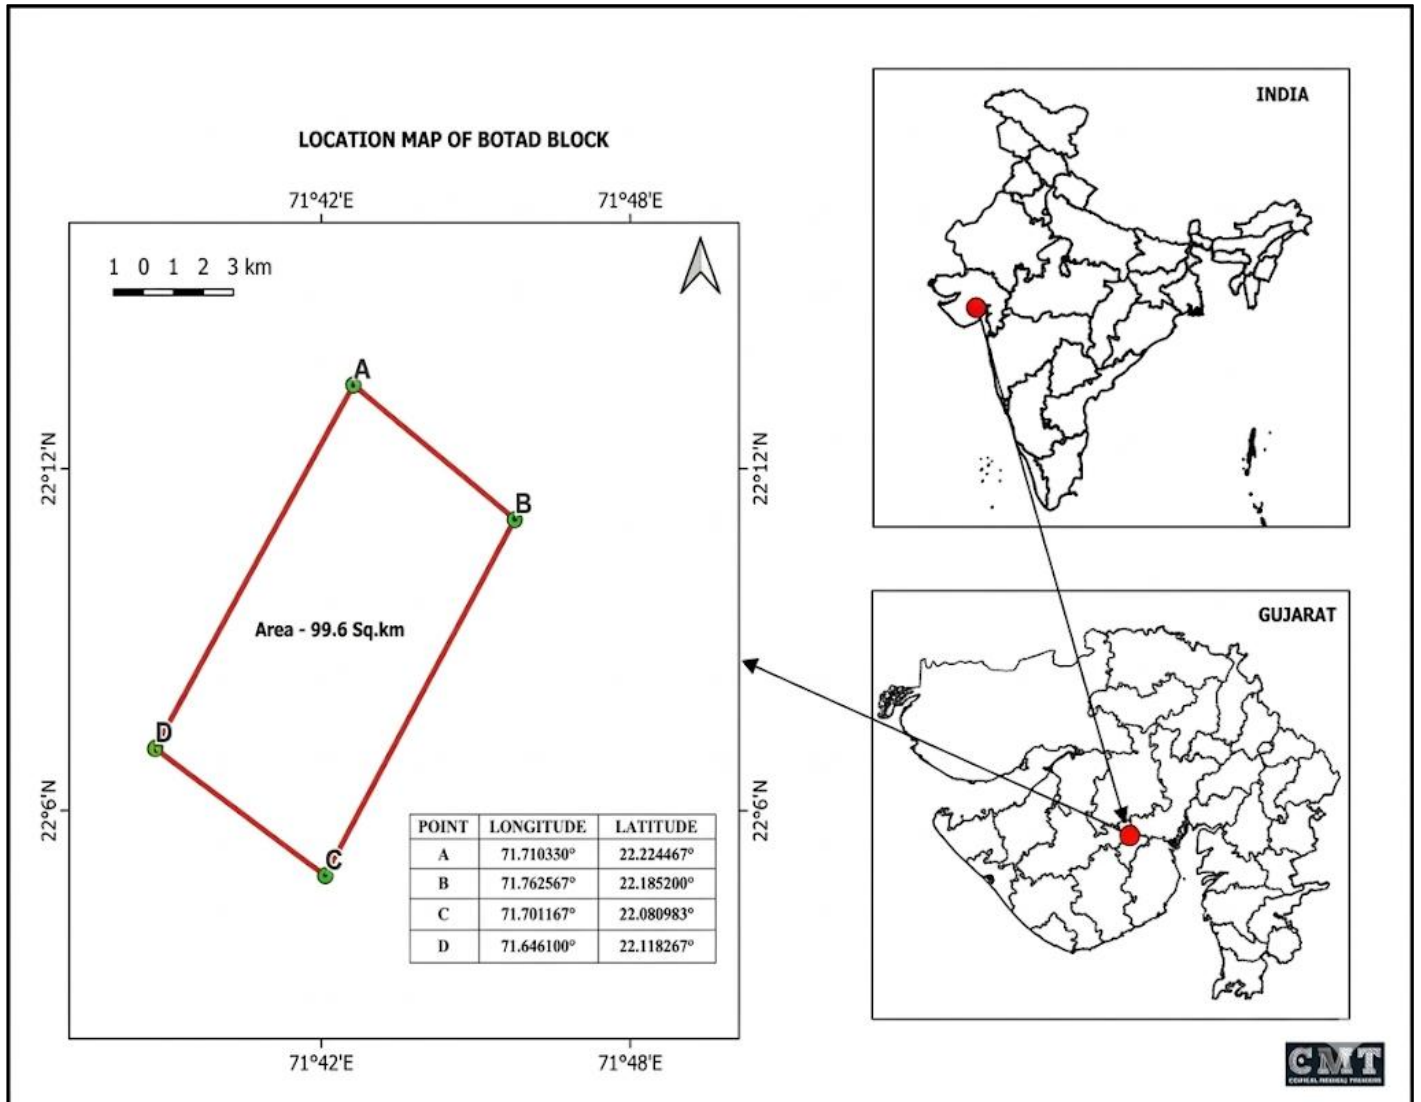 LOCATION MAP OF BOTAD BLOCK
71°42'E 71°48'E
1 0 1 2 3 km
A
22°12'N 22°12'N
B
Area - 99.6 Sq.km
D
22°6'N 22°6'N
C
POINT LONGITUDE LATITUDE
A 71.710330° 22.224467°
B 71.762567° 22.185200°
C 71.701167° 22.080983°
D 71.646100° 22.118267°
71°42'E 71°48'E
INDIA
GUJARAT
CMT